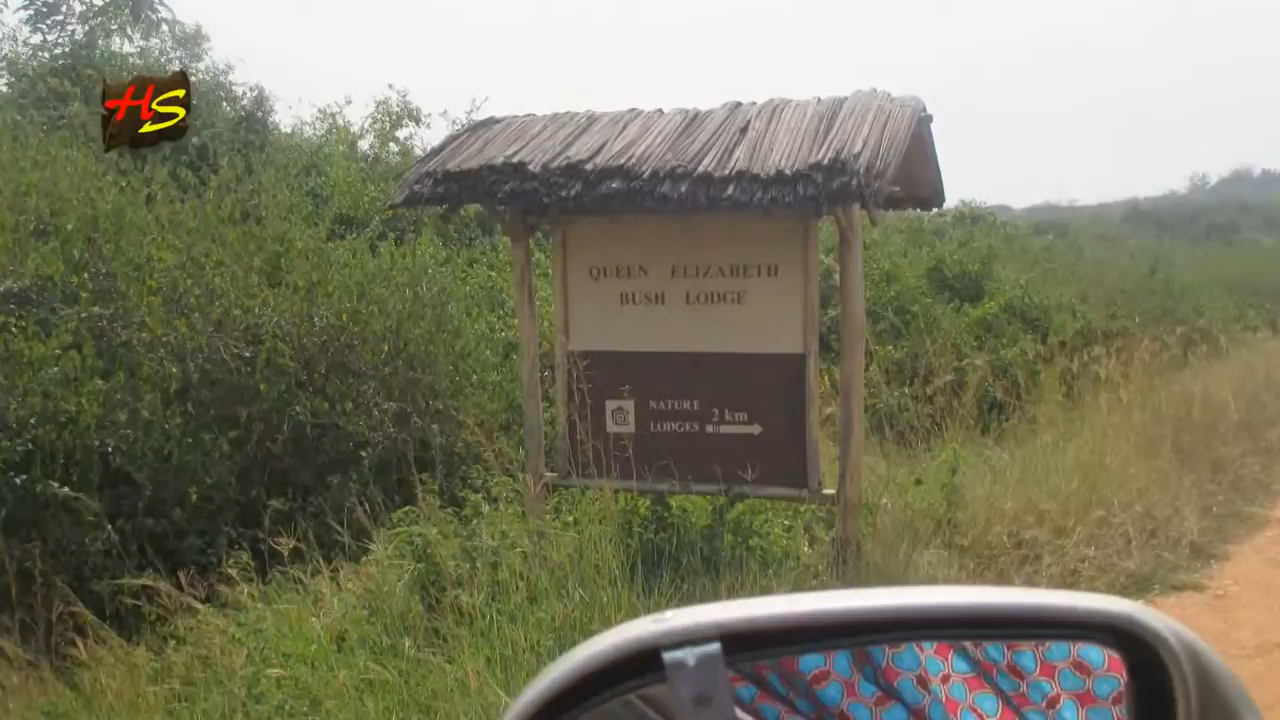 HS
QUEEN ELIZABETH
BUSH LODGE
NATURE
LODGES
2 km